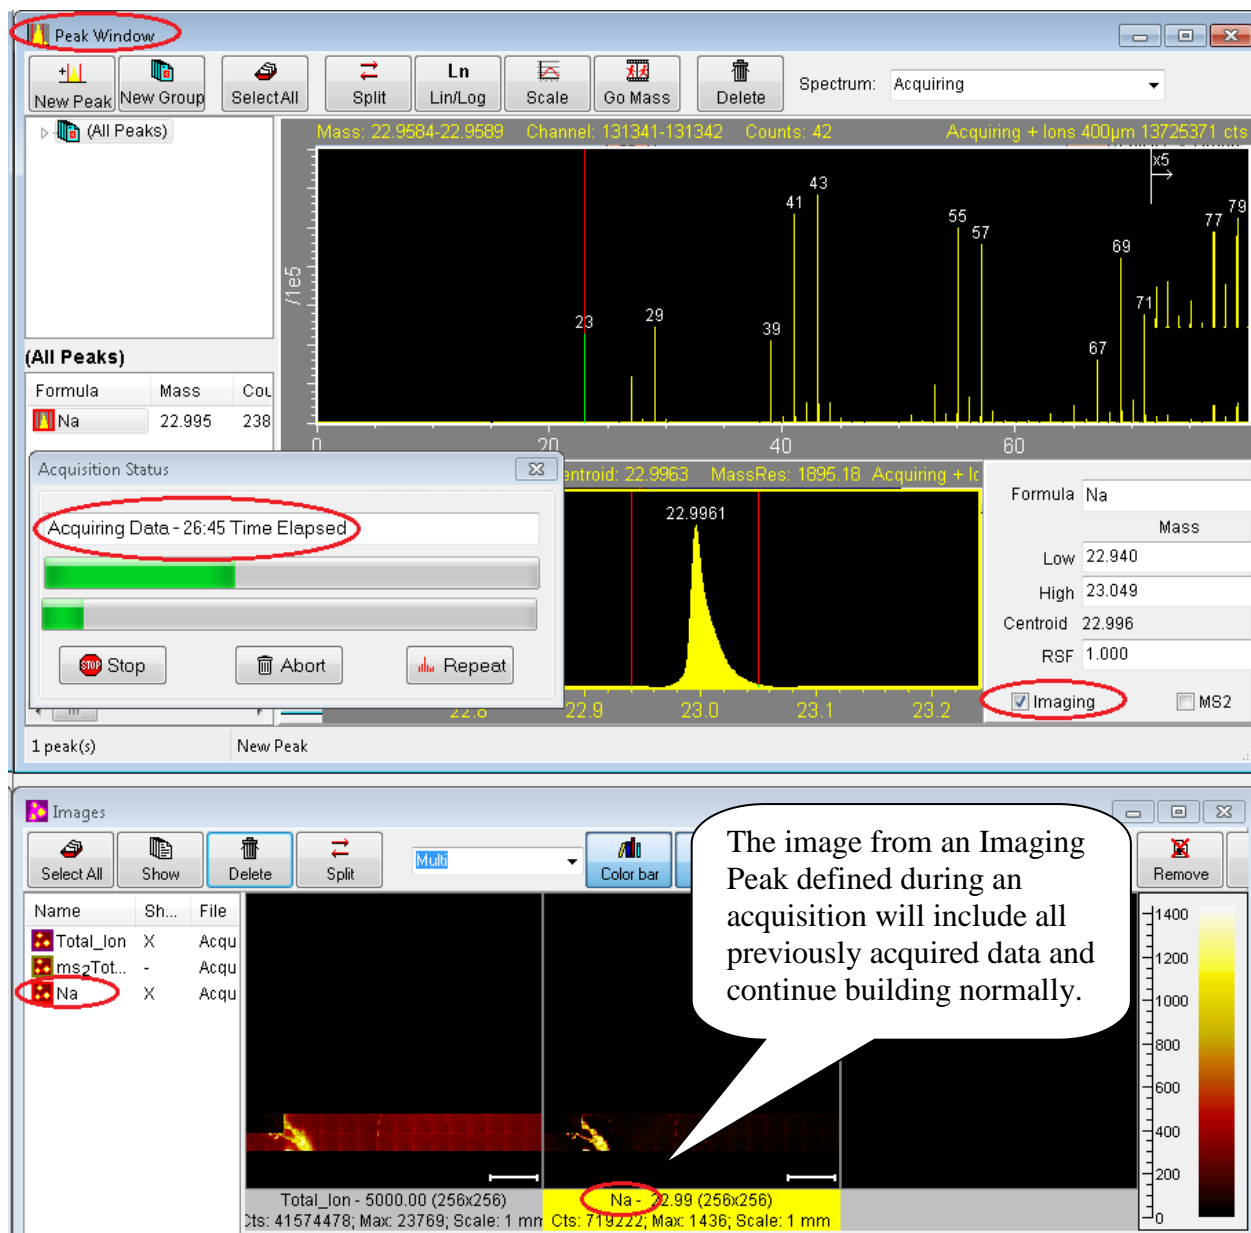 Peak Window
New Peak
New Group
Select All
Split
Ln
Lin/Log
Scale
Go Mass
Delete
Spectrum:
Acquiring
(All Peaks)
Mass: 22.9584-22.9589 Channel: 131341-131342 Counts: 42 Acquiring + Ions 400µm 13725371 cts
x5
43
41
79
77
55
57
69
71
23
29
39
67
/1e5
0 20 40 60
(All Peaks)
Formula Mass Cou
Na 22.995 238
Acquisition Status
Acquiring Data - 26:45 Time Elapsed
Stop
Abort
Repeat
entroid: 22.9963 MassRes: 1895.18 Acquiring + Ic
22.9961
22.8 22.9 23.0 23.1 23.2
Formula Na
Mass
Low 22.940
High 23.049
Centroid 22.996
RSF 1.000
Imaging
MS2
1 peak(s)
New Peak
Images
Select All
Show
Delete
Split
Multi
Color bar
Remove
The image from an Imaging
Peak defined during an
acquisition will include all
previously acquired data and
continue building normally.
Name Sh... File
Total_Ion X Acqu
ms2Tot... - Acqu
Na X Acqu
1400
1200
1000
800
600
400
200
0
Total_Ion - 5000.00 (256x256)
Cts: 41574478; Max: 23769; Scale: 1 mm
Na - 22.99 (256x256)
Cts: 719222; Max: 1436; Scale: 1 mm